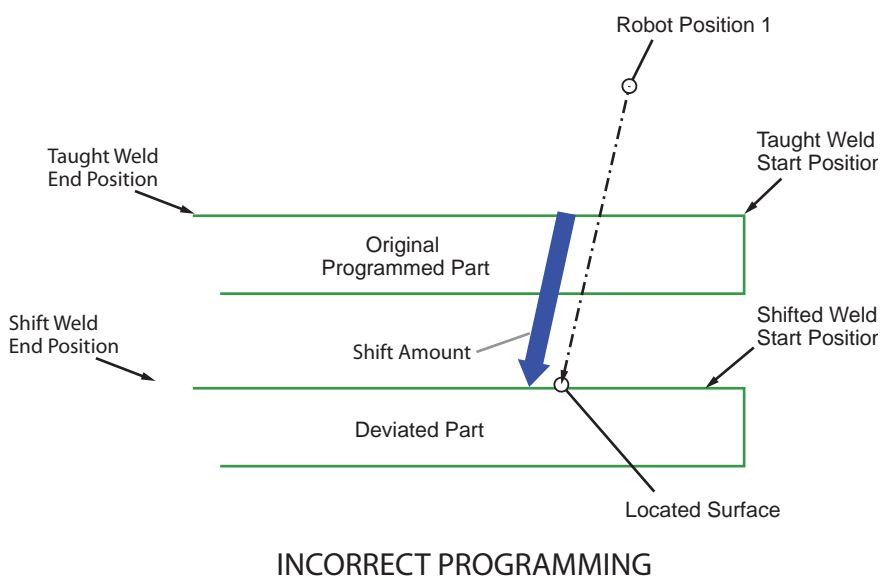 Robot Position 1
Taught Weld
End Position
Taught Weld
Start Position
Original
Programmed Part
Shift Weld
End Position
Shift Amount
Shifted Weld
Start Position
Deviated Part
Located Surface
INCORRECT PROGRAMMING